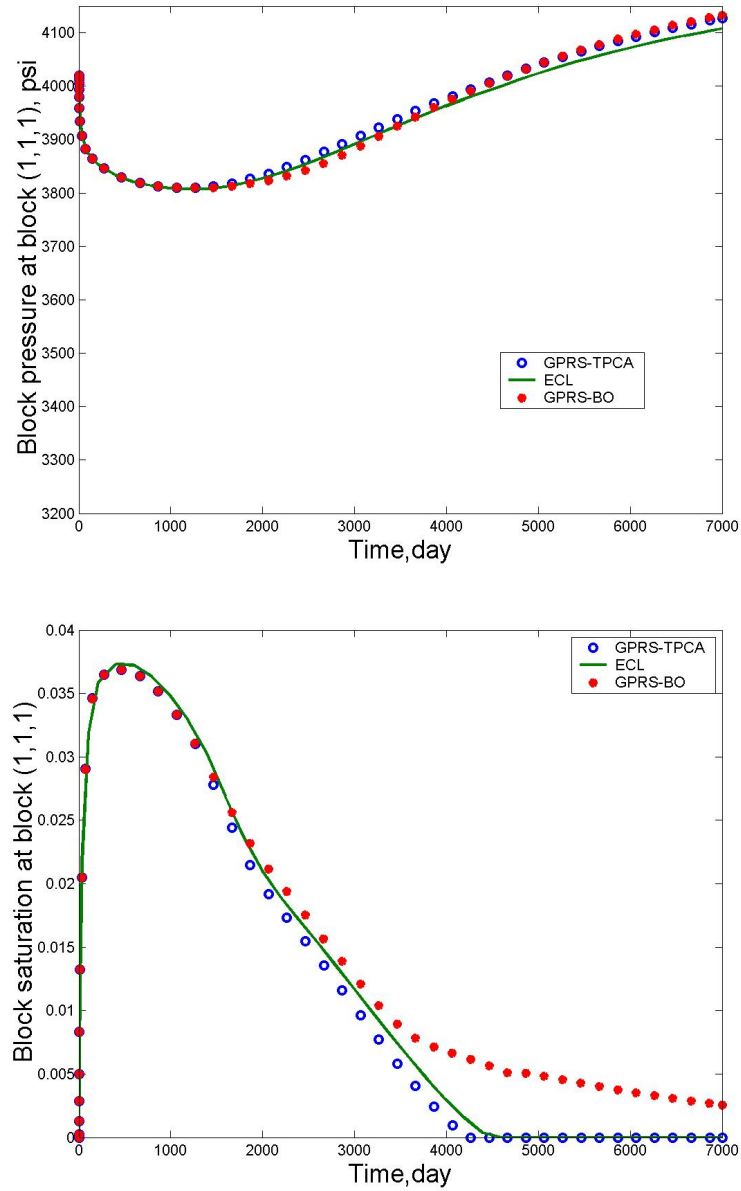 4100
4000
3900
3800
3700
3600
3500
3400
3300
3200
Block pressure at block (1,1,1), psi
GPRS-TPCA
ECL
GPRS-BO
0 1000 2000 3000 4000 5000 6000 7000
Time,day
0.04
0.035
0.03
0.025
0.02
0.015
0.01
0.005
0
Block saturation at block (1,1,1)
GPRS-TPCA
ECL
GPRS-BO
0 1000 2000 3000 4000 5000 6000 7000
Time,day